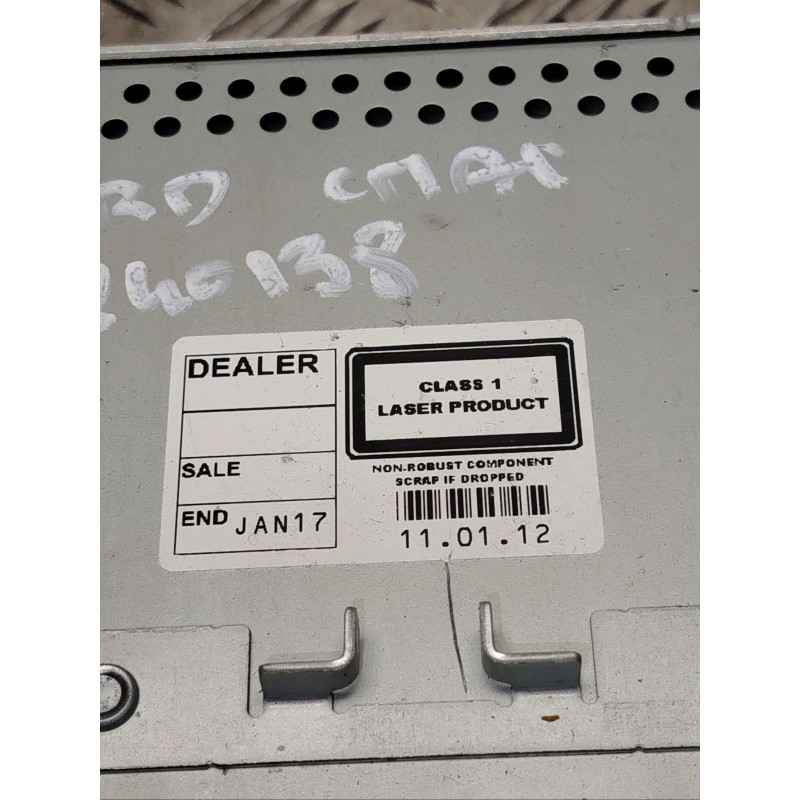 DEALER
SALE
END JAN17
CLASS 1
LASER PRODUCT
NON-ROBUST COMPONENT
SCRAP IF DROPPED
11.01.12